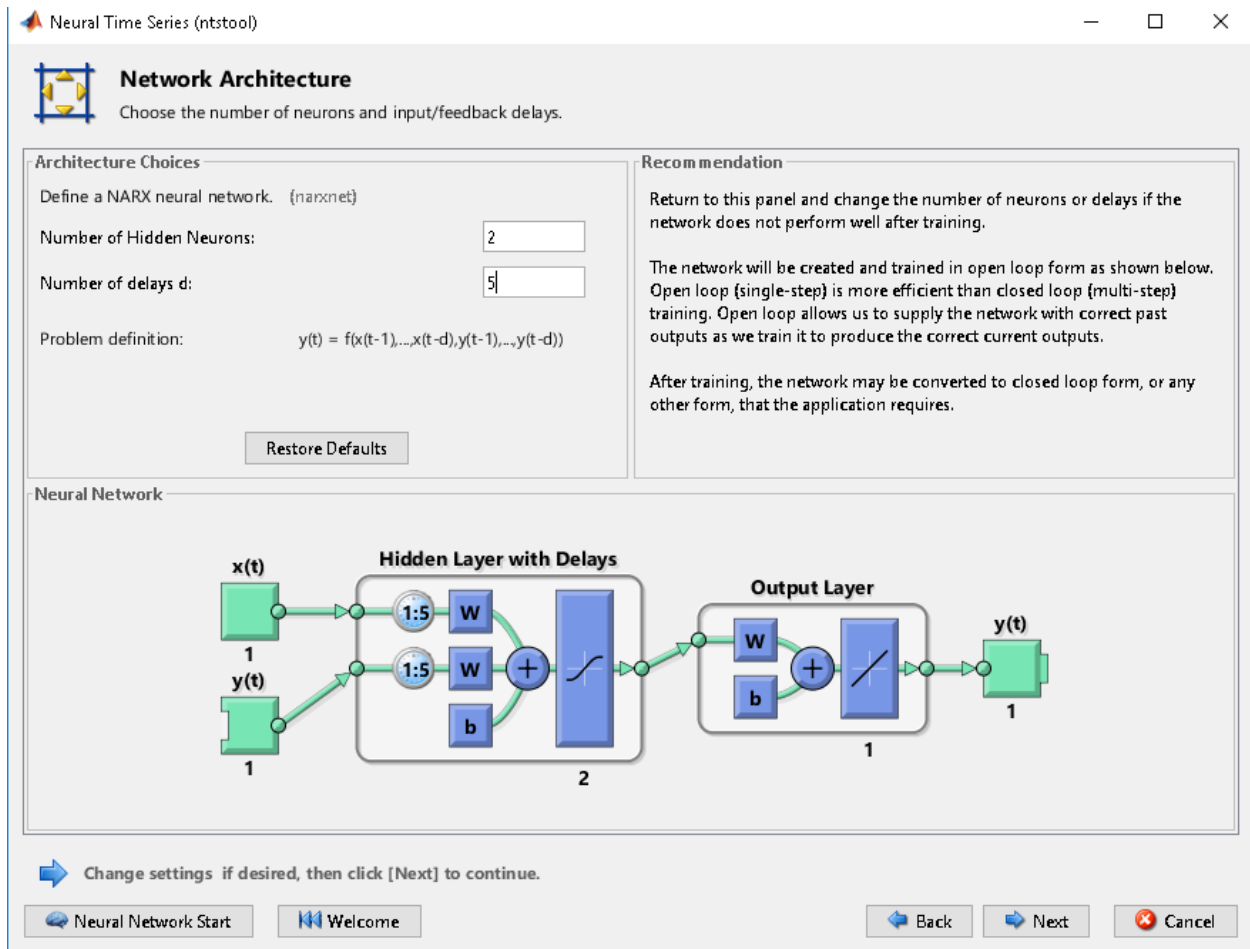 Neural Time Series (ntstool)
Network Architecture
Choose the number of neurons and input/feedback delays.
Architecture Choices
Define a NARX neural network. (narxnet)
Number of Hidden Neurons: 2
Number of delays d: 5
Problem definition: y(t) = f(x(t-1),...,x(t-d),y(t-1),...,y(t-d))
Restore Defaults
Recommendation
Return to this panel and change the number of neurons or delays if the
network does not perform well after training.
The network will be created and trained in open loop form as shown below.
Open loop (single-step) is more efficient than closed loop (multi-step)
training. Open loop allows us to supply the network with correct past
outputs as we train it to produce the correct current outputs.
After training, the network may be converted to closed loop form, or any
other form, that the application requires.
Neural Network
Hidden Layer with Delays
x(t)
1
y(t)
1
1:5
W
1:5
W
b
+
2
Output Layer
W
b
+
1
y(t)
1
Change settings if desired, then click [Next] to continue.
Neural Network Start
Welcome
Back
Next
Cancel